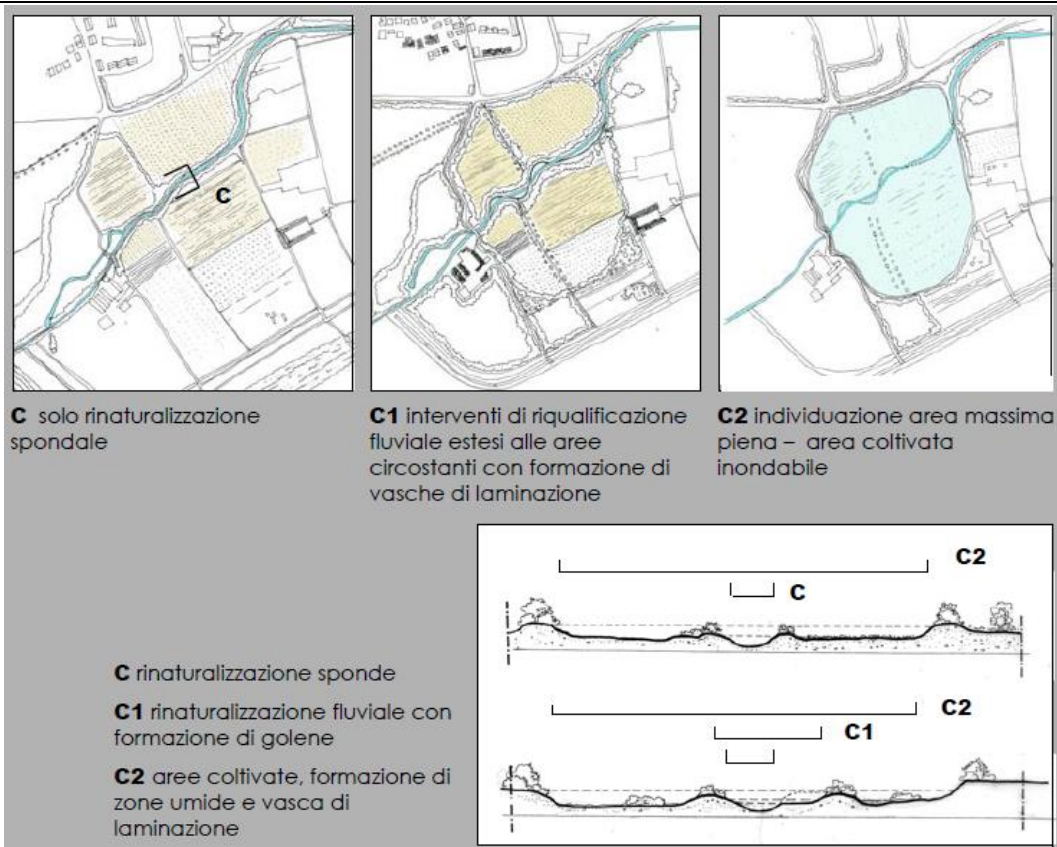 C
C solo rinaturalizzazione
spondale
C1 interventi di riqualificazione
fluviale estesi alle aree
circostanti con formazione di
vasche di laminazione
C2 individuazione area massima
piena – area coltivata
inondabile
C2
C
C rinaturalizzazione sponde
C1 rinaturalizzazione fluviale con
formazione di golene
C2 aree coltivate, formazione di
zone umide e vasca di
laminazione
C2
C1